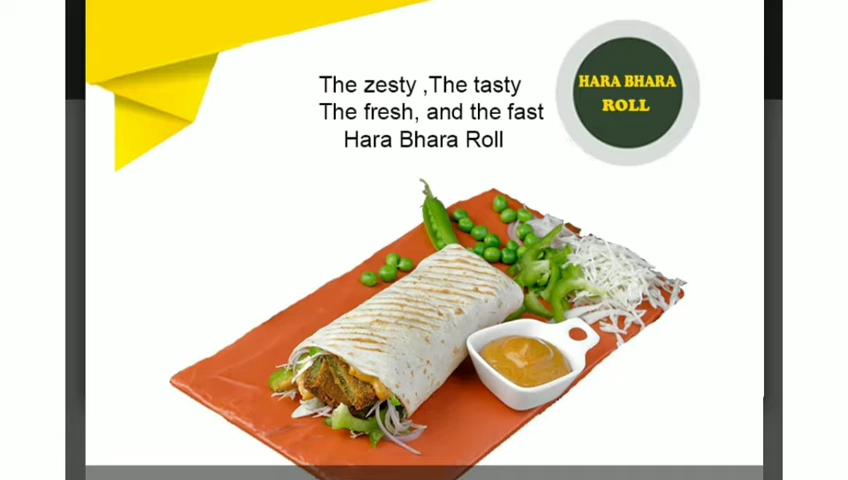 The zesty ,The tasty
The fresh, and the fast
Hara Bhara Roll
HARA BHARA
ROLL